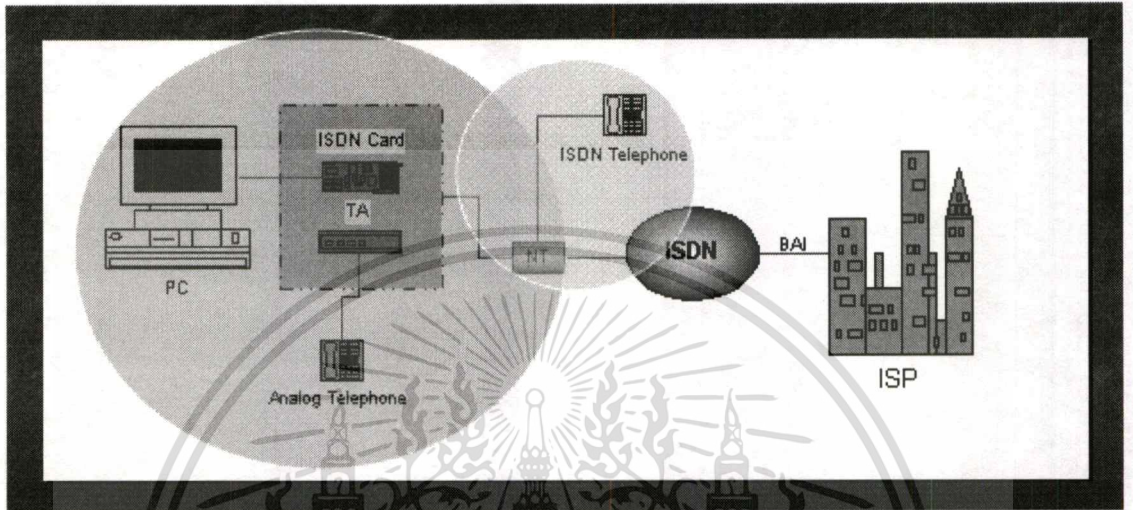 ISDN Card
TA
PC
Analog Telephone
ISDN Telephone
NT
ISDN
BAI
ISP